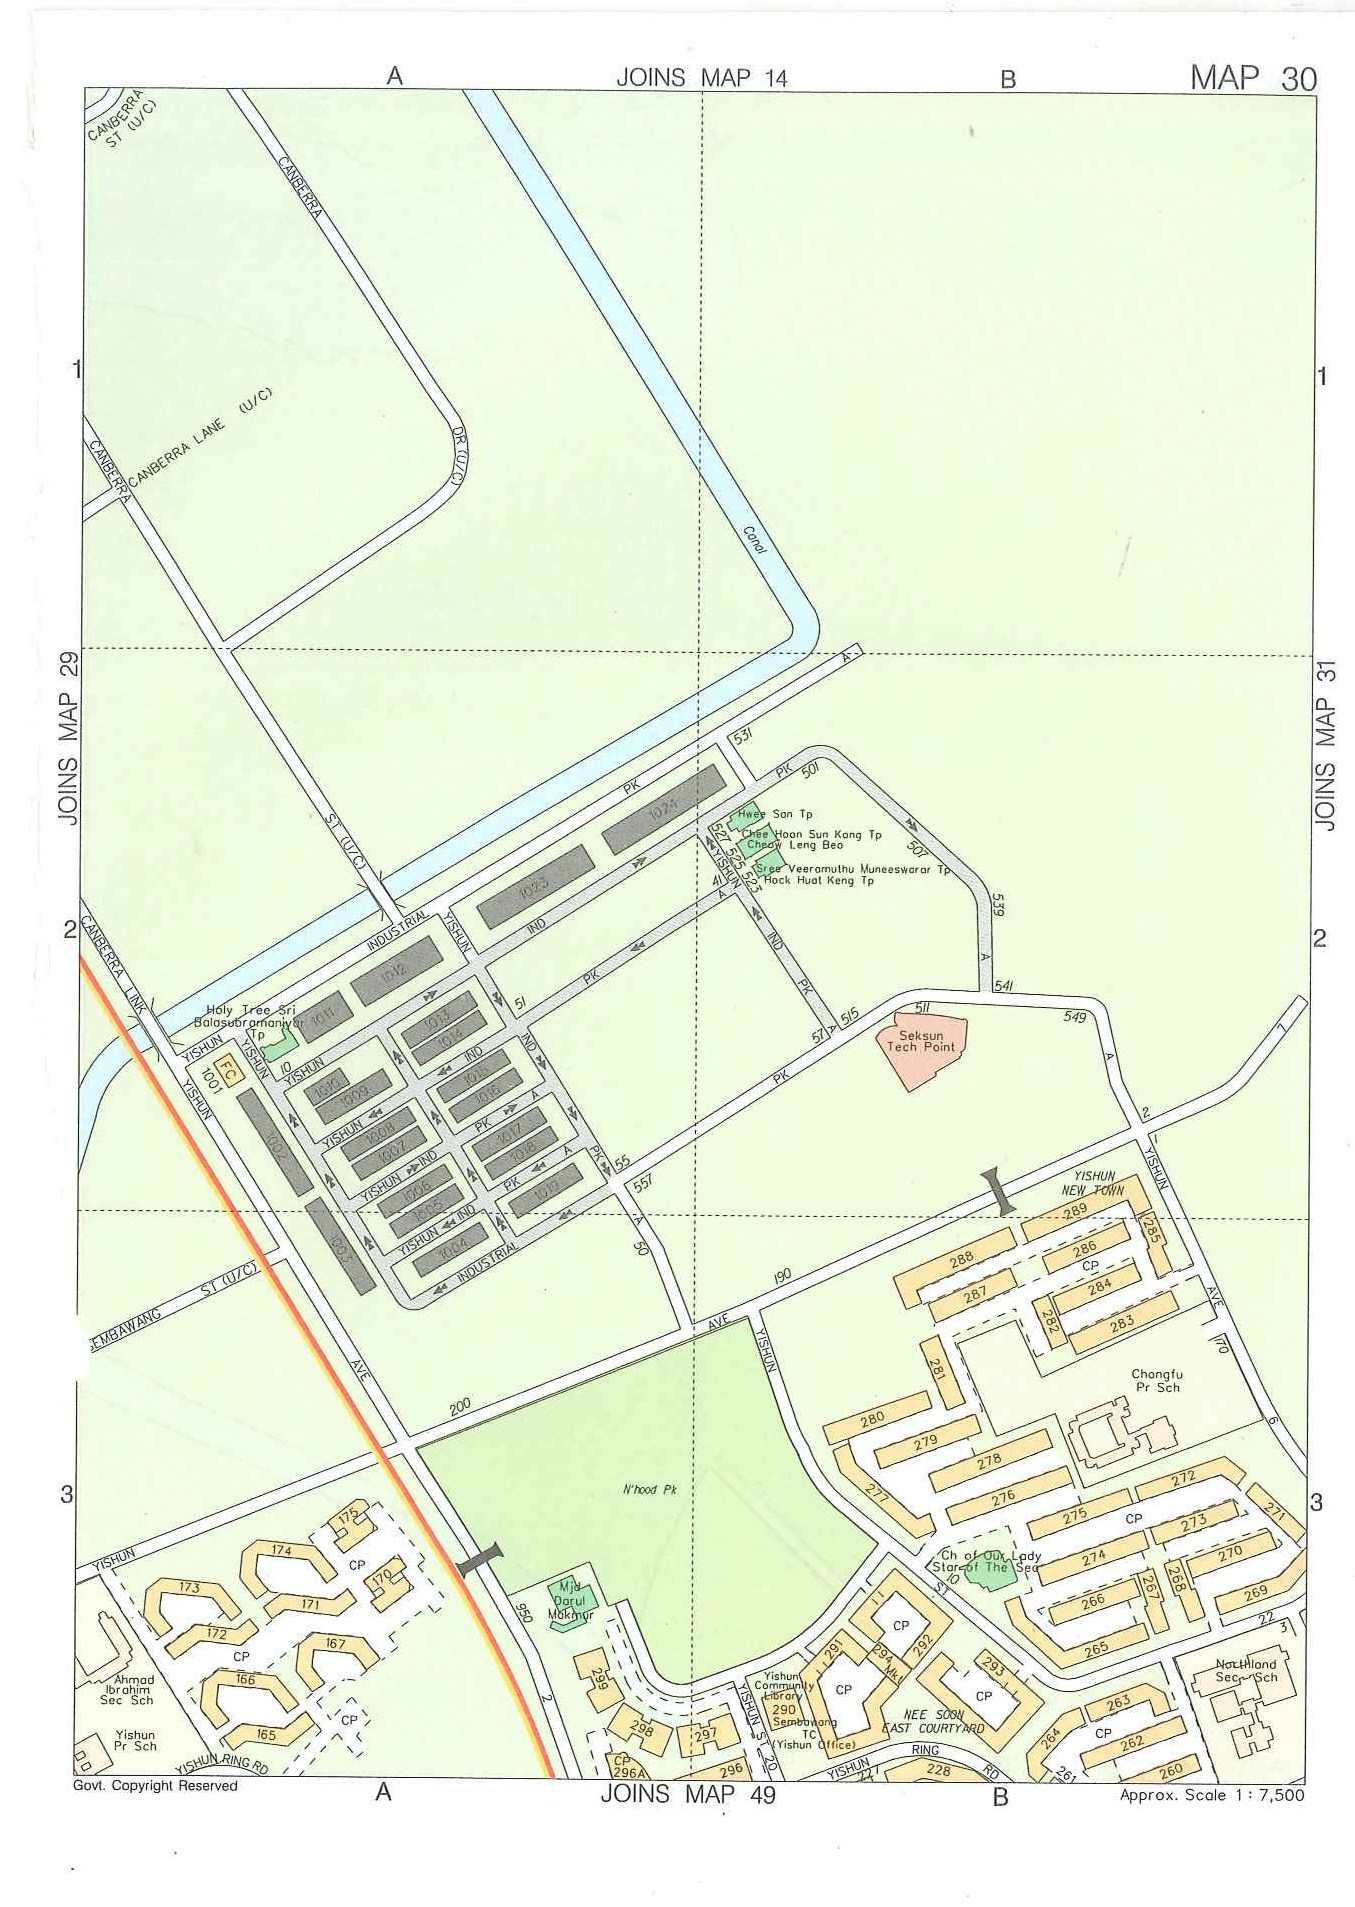 A
JOINS MAP 14
B
MAP 30
CANBERRA
ST (U/C)
CANBERRA
1
1
CANBERRA LANE (U/C)
CANBERRA
DR (U/C)
Canal
JOINS MAP 29
JOINS MAP 31
A
531
PK
501
PK
1024
Hwee San Tp
Chee Hoon Sun Kong Tp
Cheow Leng Beo
Sree Veeramuthu Muneeswarar Tp
Hock Huat Keng Tp
527
525
523
YISHUN
41
A
507
539
A
541
549
ST (U/C)
1023
IND
INDUSTRIAL
YISHUN
2
2
CANBERRA LINK
1012
PK
IND
PK
A
515
57
511
Seksun
Tech Point
A
Holy Tree Sri
Balasubramaniyar
Tp
1011
51
1013
1014
IND
YISHUN
YISHUN
10
YISHUN
FC
1001
YISHUN
1010
1009
IND
1015
1016
PK
A
PK
2
7
1
YISHUN
1002
YISHUN
1008
1007
IND
1017
1018
PK
A
PK
55
557
YISHUN
1006
1005
IND
1019
YISHUN
1004
INDUSTRIAL
1003
A
50
YISHUN
NEW TOWN
289
285
288
286
CP
287
284
282
283
AVE
170
6
190
AVE
YISHUN
SEMBAWANG ST (U/C)
AVE
200
281
Chongfu
Pr Sch
280
279
278
277
276
275
272
271
CP
273
274
270
N'hood Pk
3
3
YISHUN
175
174
CP
170
173
171
172
167
CP
166
165
CP
Ahmad
Ibrahim
Sec Sch
Yishun
Pr Sch
YISHUN RING RD
950
2
Mjd
Darul
Makmur
Ch of Our Lady
Star of The Sea
10
ST
266
267
268
269
265
22
3
CP
292
291
294
Mkt
293
CP
CP
Northland
Sec Sch
Yishun
Community
Library
290
Sembawang
TC
(Yishun Office)
NEE SOON
EAST COURTYARD
299
298
297
296
CP
296A
YISHUN ST 20
YISHUN RING RD
227
228
263
264
CP
262
261
260
Govt. Copyright Reserved
A
JOINS MAP 49
B
Approx. Scale 1 : 7,500